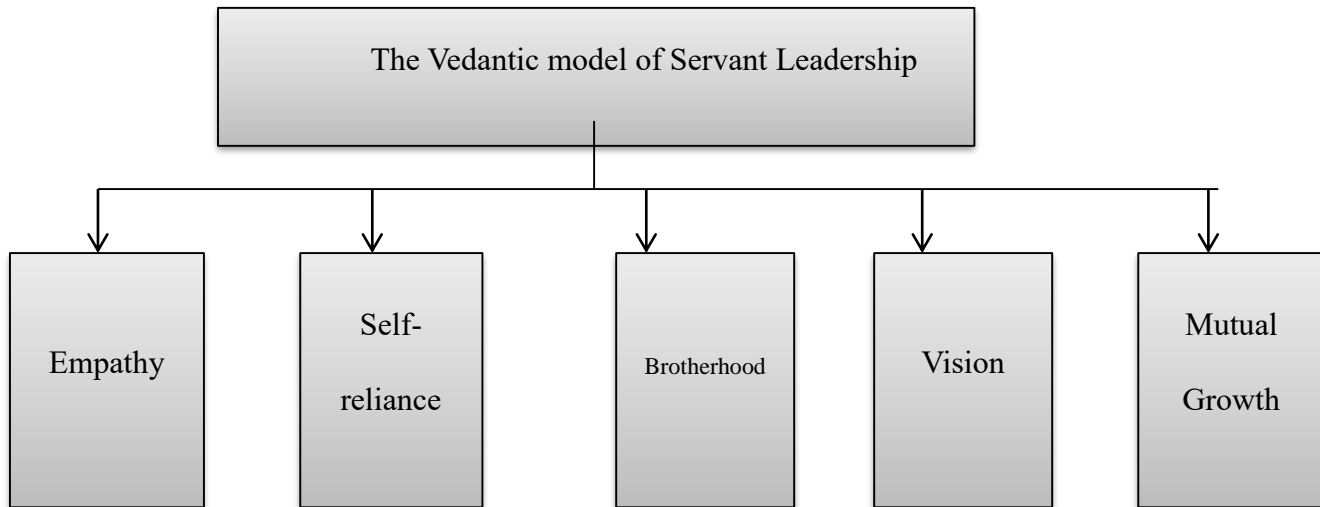 The Vedantic model of Servant Leadership
Empathy
Self-
reliance
Brotherhood
Vision
Mutual
Growth